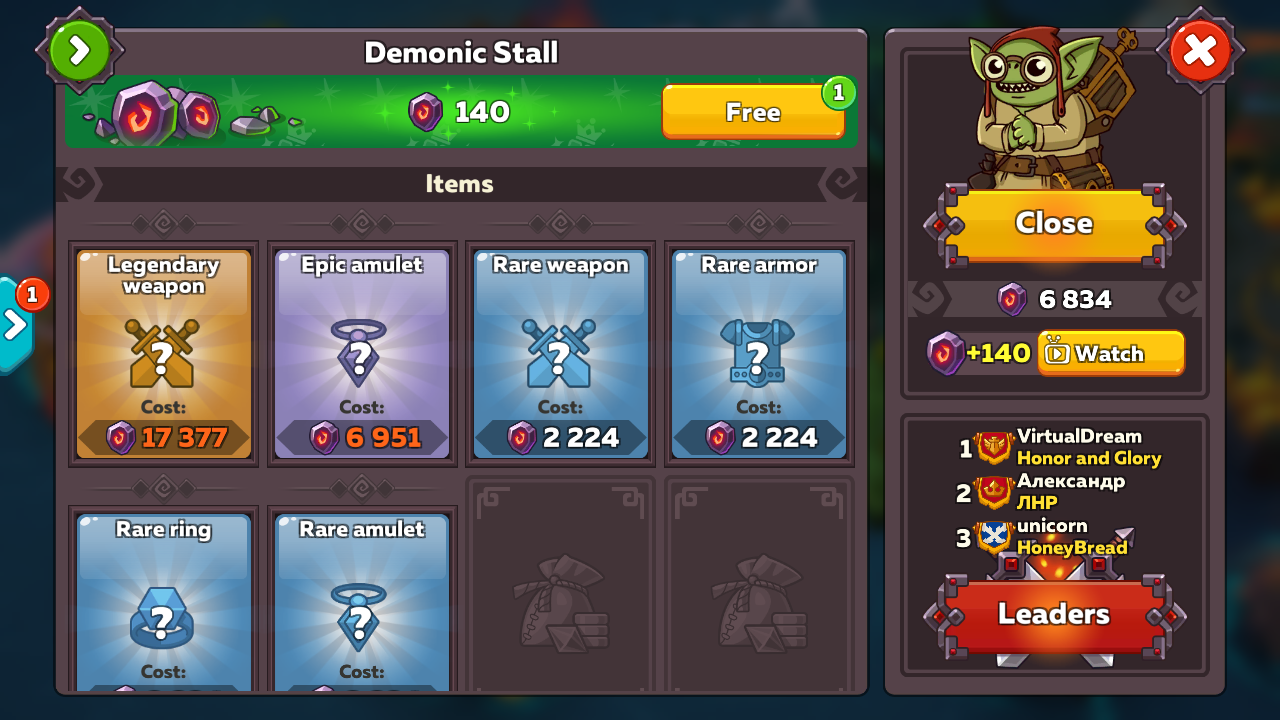 Demonic Stall
140
Free
1
Items
Legendary
weapon
Cost:
17 377
Epic amulet
Cost:
6 951
Rare weapon
Cost:
2 224
Rare armor
Cost:
2 224
Rare ring
Cost:
Rare amulet
Cost:
1
Close
6 834
+140
Watch
1
VirtualDream
Honor and Glory
2
Александр
ЛНР
3
unicorn
HoneyBread
Leaders